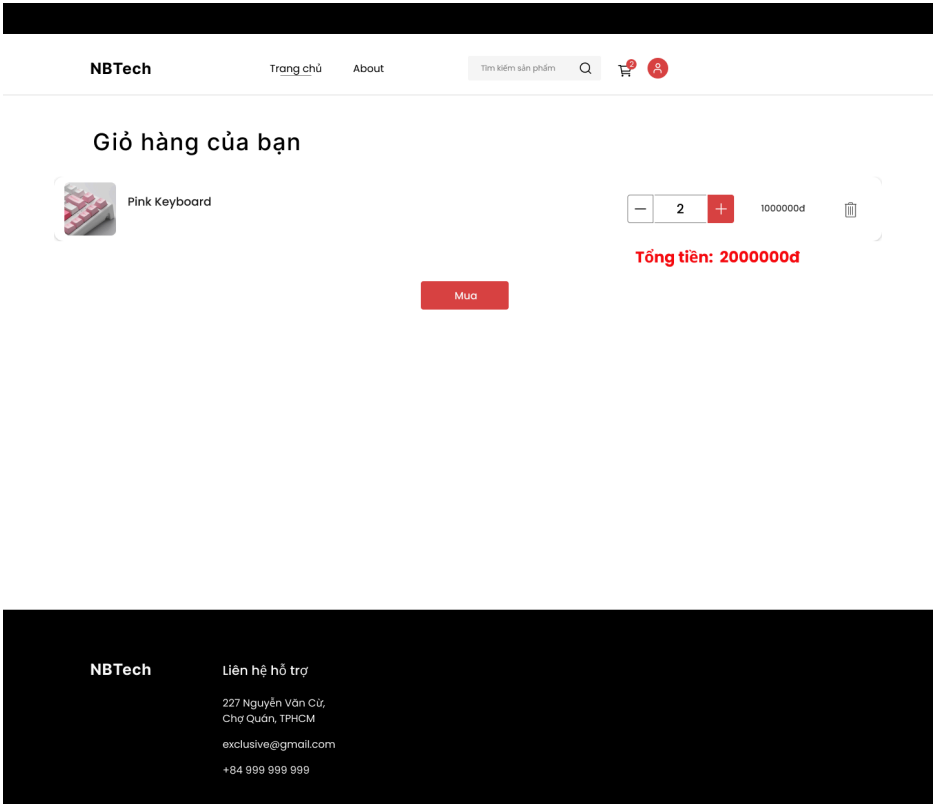 NBTech
Trang chủ
About
Tìm kiếm sản phẩm
2
Giỏ hàng của bạn
Pink Keyboard
2
1000000đ
Tổng tiền: 2000000đ
Mua
NBTech
Liên hệ hỗ trợ
227 Nguyễn Văn Cừ,
Chợ Quán, TPHCM
exclusive@gmail.com
+84 999 999 999